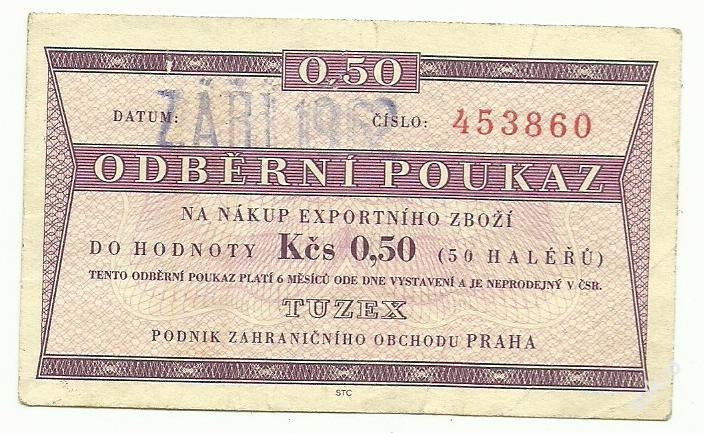 0,50
DATUM: ZÁŘÍ
ČÍSLO: 453860
ODBĚRNÍ POUKAZ
NA NÁKUP EXPORTNÍHO ZBOŽÍ
DO HODNOTY Kčs 0,50 (50 HALÉŘŮ)
TENTO ODBĚRNÍ POUKAZ PLATÍ 6 MĚSÍCŮ ODE DNE VYSTAVENÍ A JE NEPRODEJNÝ V ČSR.
TUZEX
PODNIK ZAHRANIČNÍHO OBCHODU PRAHA
STC